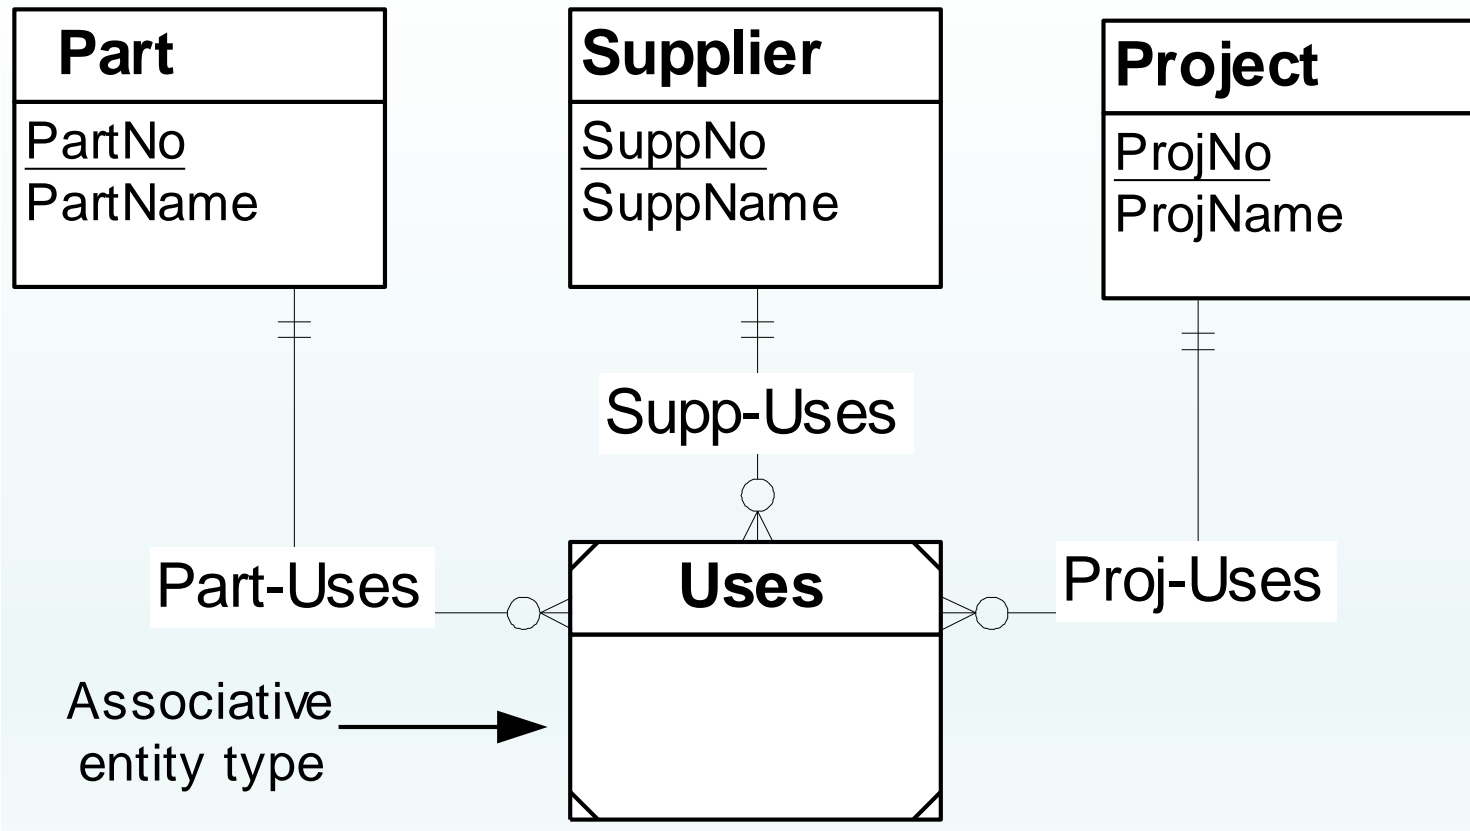 Part
PartNo
PartName
Supplier
SuppNo
SuppName
Project
ProjNo
ProjName
Supp-Uses
Part-Uses
Uses
Proj-Uses
Associative
entity type